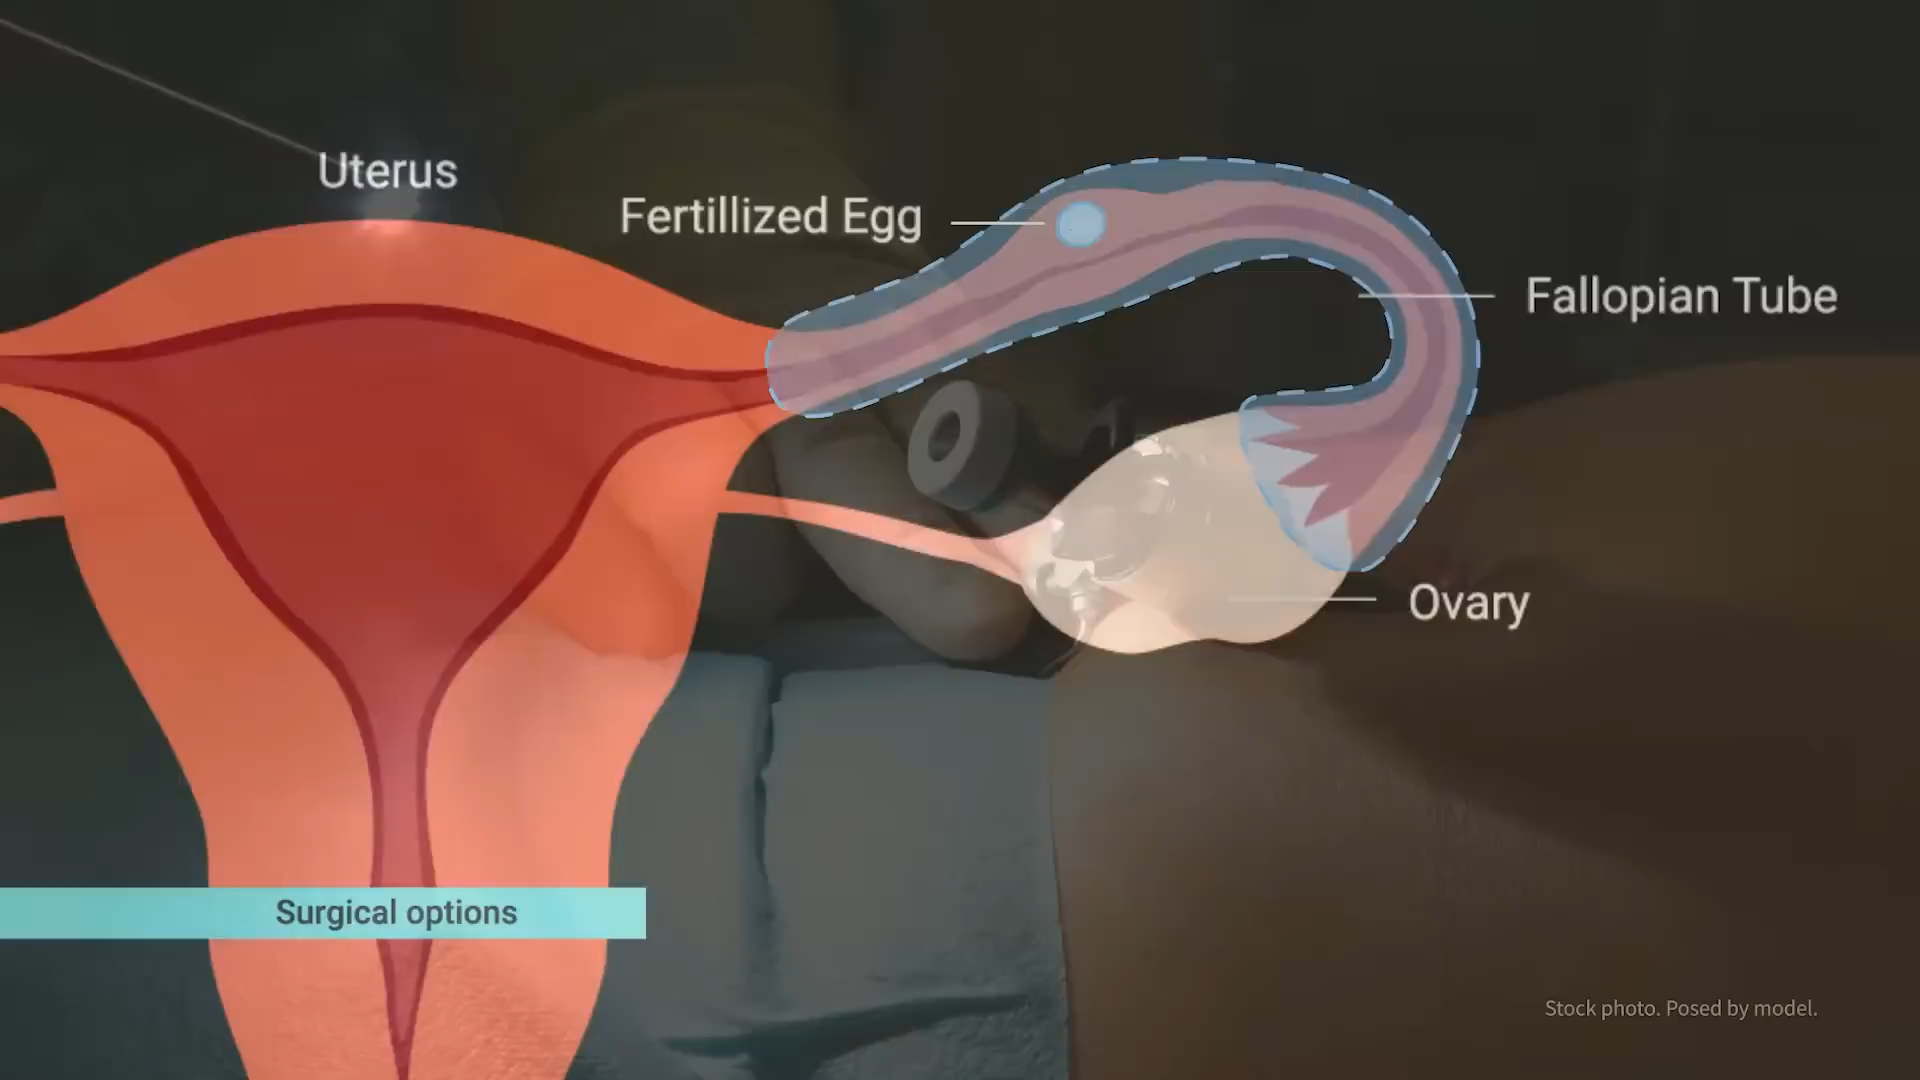 Uterus
Fertillized Egg
Fallopian Tube
Ovary
Surgical options
Stock photo. Posed by model.